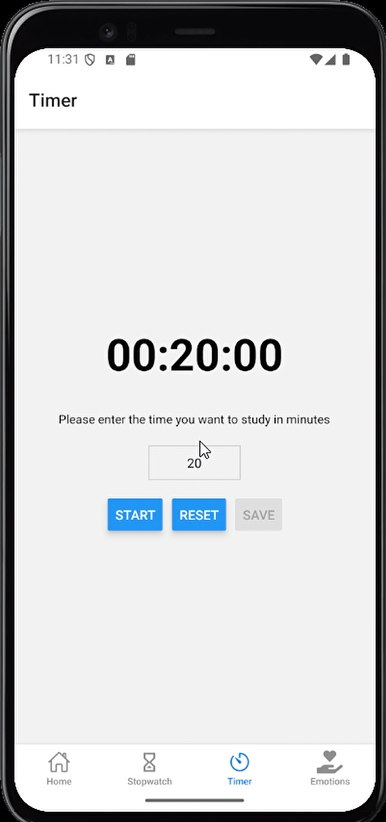 11:31
Timer
00:20:00
Please enter the time you want to study in minutes
20
START RESET SAVE
Home Stopwatch Timer Emotions